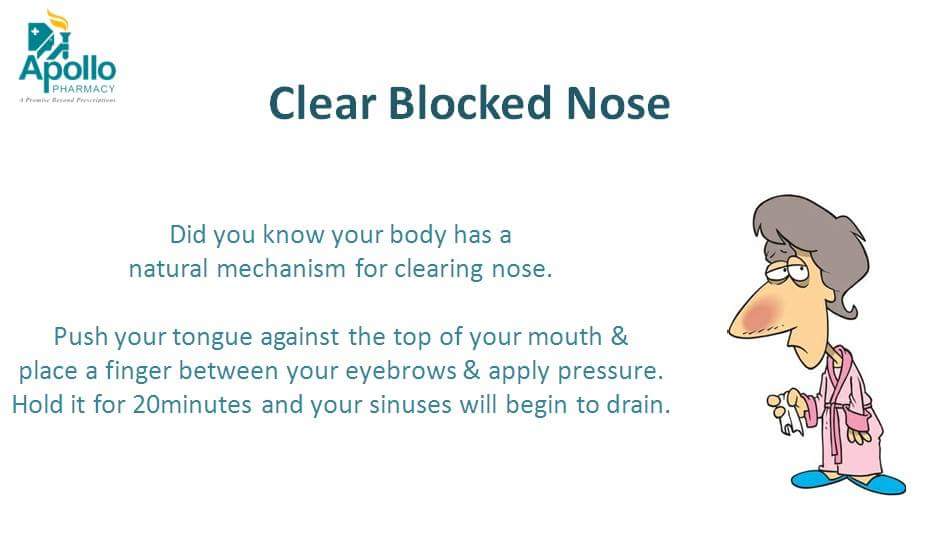 Apollo
PHARMACY
A Promise Beyond Prescriptions
Clear Blocked Nose
Did you know your body has a
natural mechanism for clearing nose.
Push your tongue against the top of your mouth &
place a finger between your eyebrows & apply pressure.
Hold it for 20minutes and your sinuses will begin to drain.